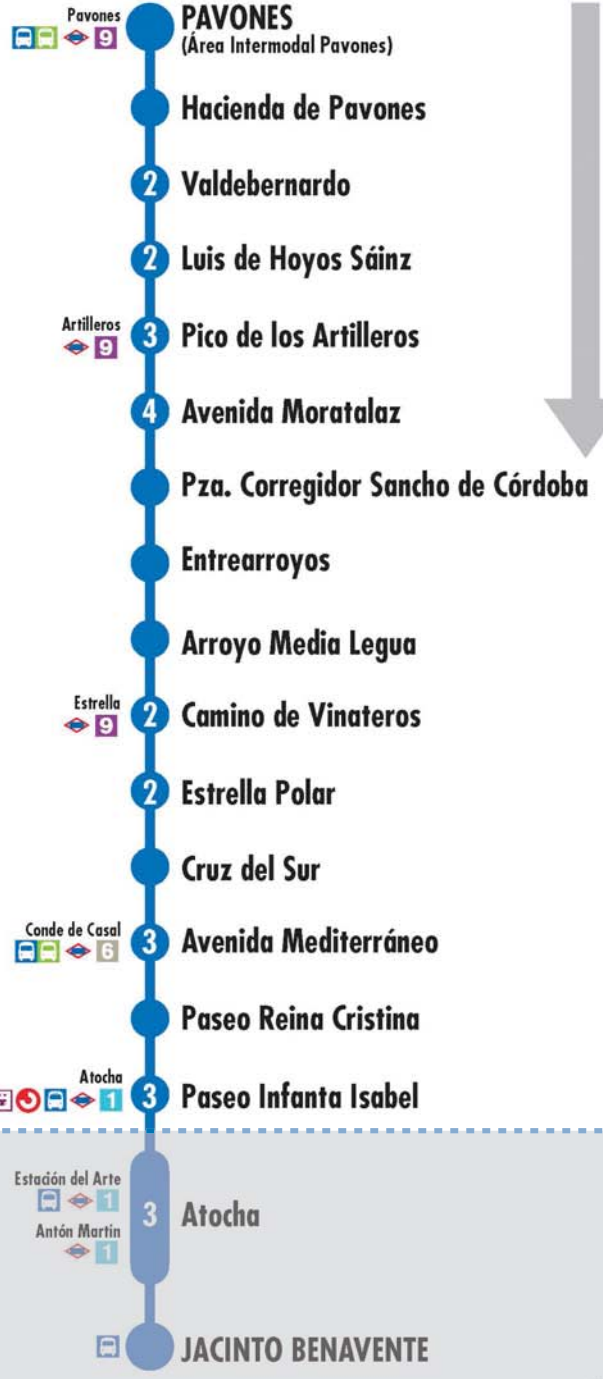 Pavones
9
PAVONES
(Área Intermodal Pavones)
Hacienda de Pavones
2
Valdebernardo
2
Luis de Hoyos Sáinz
Artilleros
9
3
Pico de los Artilleros
4
Avenida Moratalaz
Pza. Corregidor Sancho de Córdoba
Entrearroyos
Arroyo Media Legua
Estrella
9
2
Camino de Vinateros
2
Estrella Polar
Cruz del Sur
Conde de Casal
6
3
Avenida Mediterráneo
Paseo Reina Cristina
Atocha
1
3
Paseo Infanta Isabel
Estación del Arte
1
Antón Martín
1
3
Atocha
JACINTO BENAVENTE